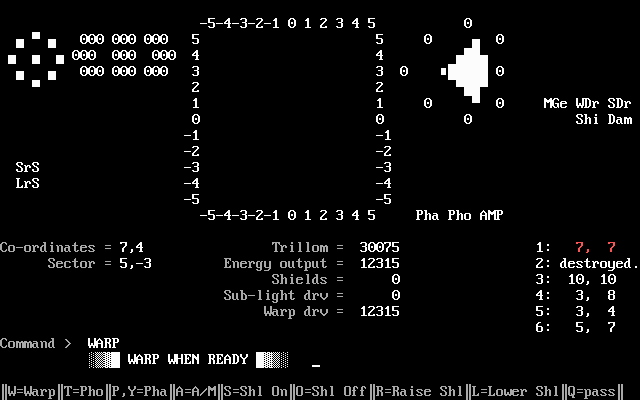 -5-4-3-2-1 0 1 2 3 4 5 0
000 000 000 5 5 0 0
000 000 000 4 4
000 000 000 3 3 0 0
2 2
1 1 0 0 MGe WDr SDr
0 0 0 Shi Dam
-1 -1
-2 -2
SrS -3 -3
LrS -4 -4
-5 -5
-5-4-3-2-1 0 1 2 3 4 5 Pha Pho AMP
Co-ordinates = 7,4 Trillom = 30075 1: 7, 7
Sector = 5,-3 Energy output = 12315 2: destroyed.
Shields = 0 3: 10, 10
Sub-light drv = 0 4: 3, 8
Warp drv = 12315 5: 3, 4
6: 5, 7
Command > WARP
WARP WHEN READY _
W=Warp║T=Pho║P,Y=Pha║A=A/M║S=Shl On║O=Shl Off║R=Raise Shl║L=Lower Shl║Q=pass║